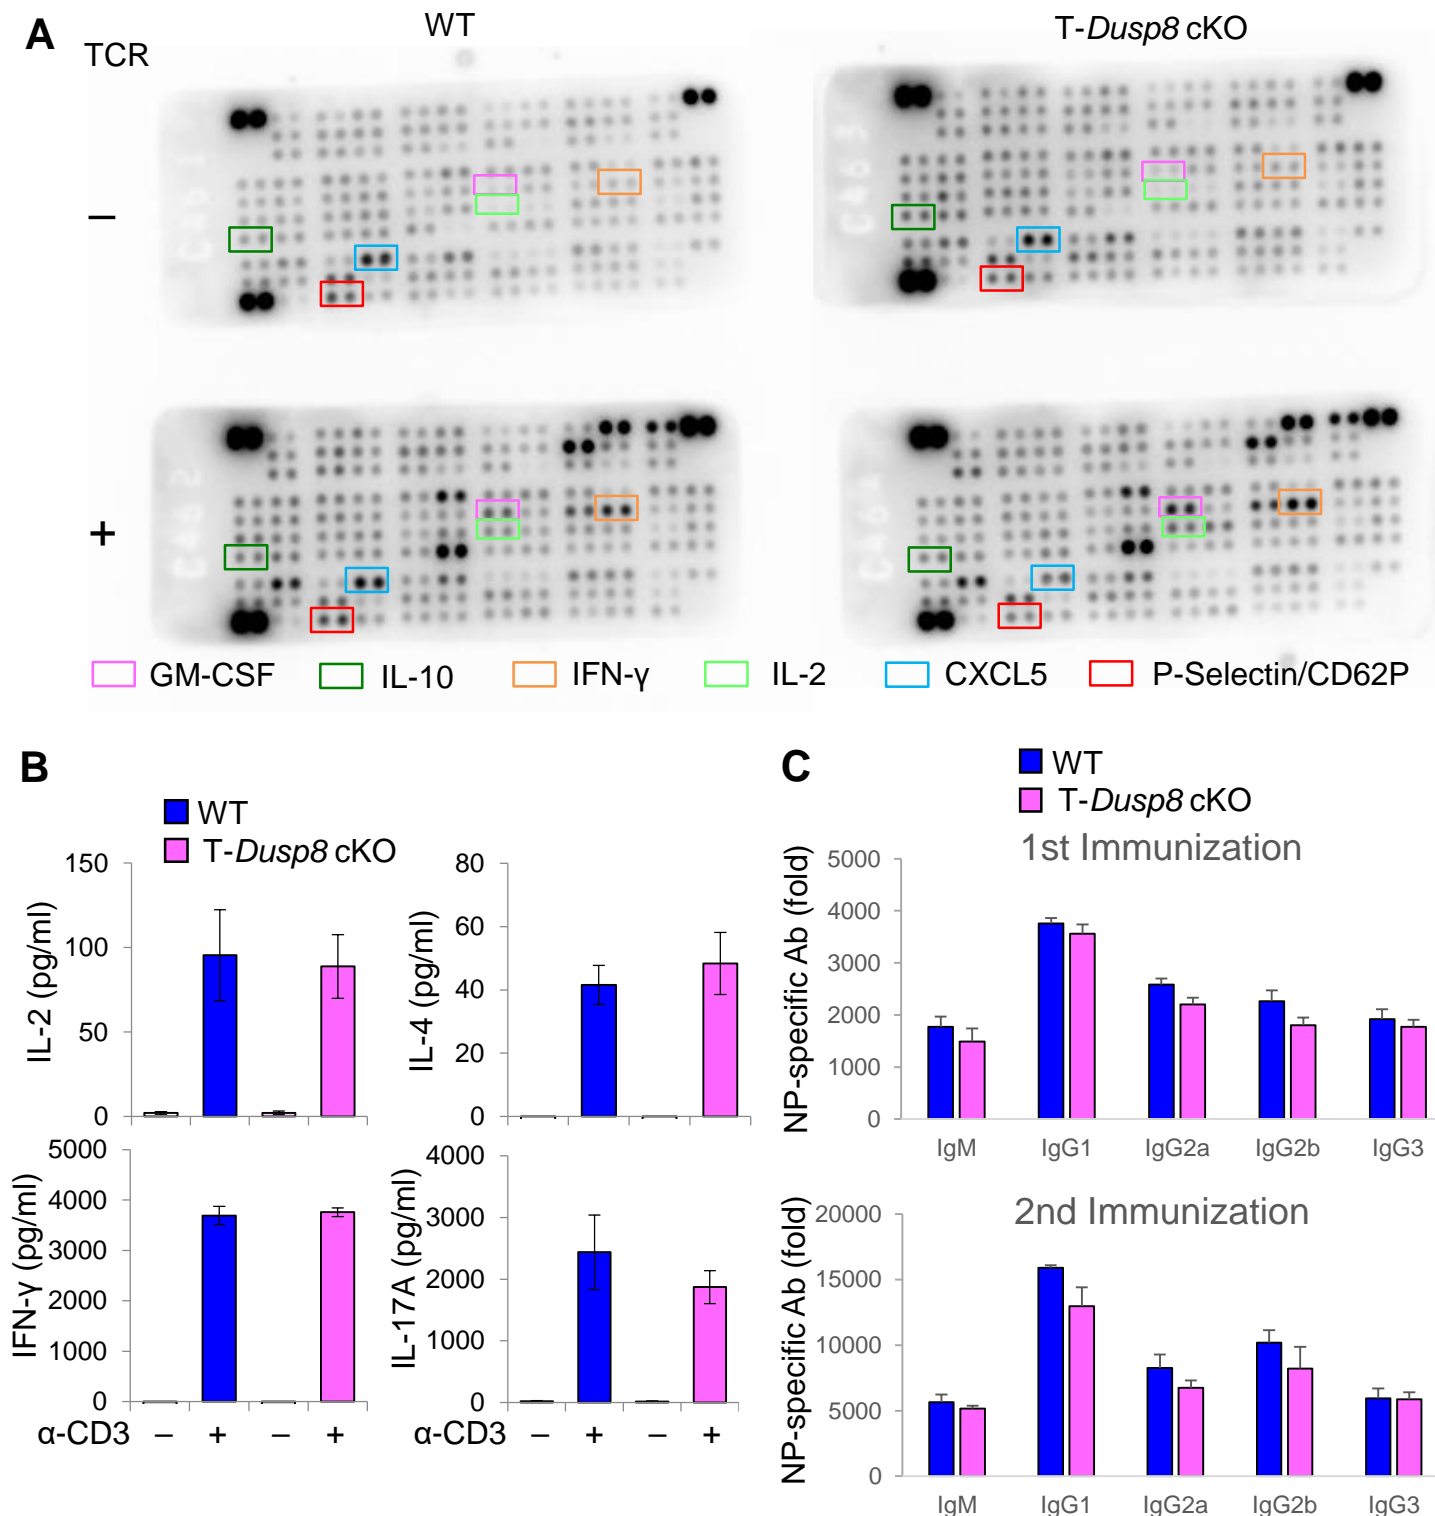 A
WT
T-Dusp8 cKO
TCR
–
+
C461
C463
C462
C464
GM-CSF
IL-10
IFN-γ
IL-2
CXCL5
P-Selectin/CD62P
B
WT
T-Dusp8 cKO
IL-2 (pg/ml)
150
100
50
0
IL-4 (pg/ml)
80
60
40
20
0
IFN-γ (pg/ml)
5000
4000
3000
2000
1000
0
IL-17A (pg/ml)
4000
3000
2000
1000
0
α-CD3 – + – +
α-CD3 – + – +
C
WT
T-Dusp8 cKO
1st Immunization
NP-specific Ab (fold)
5000
4000
3000
2000
1000
0
IgM IgG1 IgG2a IgG2b IgG3
2nd Immunization
NP-specific Ab (fold)
20000
15000
10000
5000
0
IgM IgG1 IgG2a IgG2b IgG3